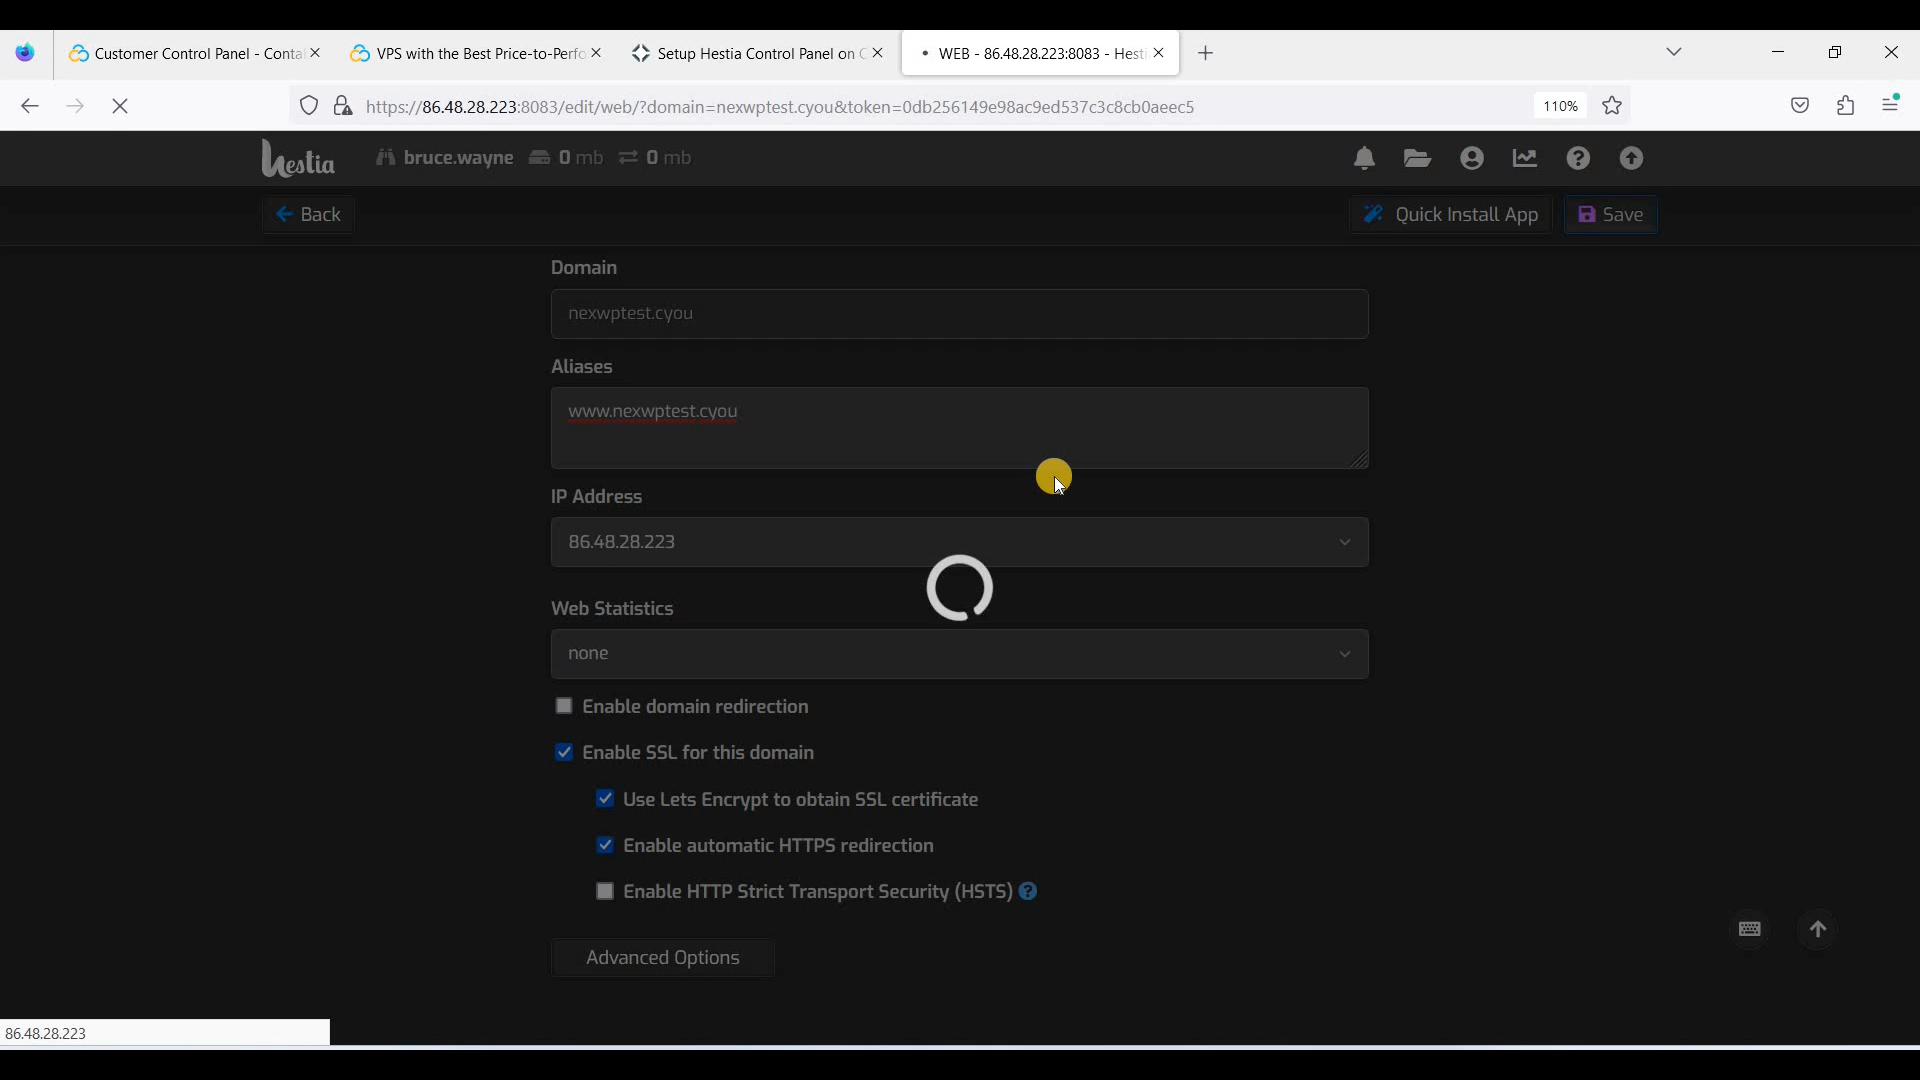 Customer Control Panel - Conta
VPS with the Best Price-to-Perfo
Setup Hestia Control Panel on C
WEB - 86.48.28.223:8083 - Hesti
https://86.48.28.223:8083/edit/web/?domain=nexwptest.cyou&token=0db256149e98ac9ed537c3c8cb0aeec5
110%
hestia
bruce.wayne
0 mb
0 mb
Back
Quick Install App
Save
Domain
nexwptest.cyou
Aliases
www.nexwptest.cyou
IP Address
86.48.28.223
Web Statistics
none
Enable domain redirection
Enable SSL for this domain
Use Lets Encrypt to obtain SSL certificate
Enable automatic HTTPS redirection
Enable HTTP Strict Transport Security (HSTS)
Advanced Options
86.48.28.223